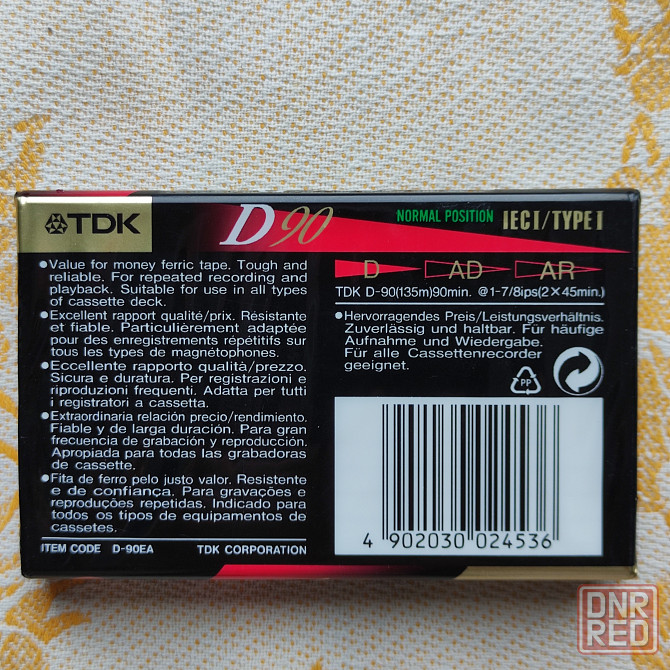 TDK D90 NORMAL POSITION IECI/TYPE I
●Value for money ferric tape. Tough and
reliable. For repeated recording and
playback. Suitable for use in all types
of cassette deck.
●Excellent rapport qualité/prix. Résistante
et fiable. Particulièrement adaptée
pour des enregistrements répétitifs sur
tous les types de magnétophones.
●Eccellente rapporto qualità/prezzo.
Sicura e duratura. Per registrazioni e
riproduzioni frequenti. Adatta per tutti
i registratori a cassetta.
●Extraordinaria relación precio/rendimiento.
Fiable y de larga duración. Para gran
frecuencia de grabación y reproducción.
Apropiada para todas las grabadoras
de cassette.
●Fita de ferro pelo justo valor. Resistente
e de confiança. Para gravações e
reproduções repetidas. Indicado para
todos os tipos de equipamentos de
cassetes.
ITEM CODE D-90EA TDK CORPORATION
D AD AR
TDK D-90(135m)90min. @1-7/8ips(2×45min.)
●Hervorragendes Preis/Leistungsverhältnis.
Zuverlässig und haltbar. Für häufige
Aufnahme und Wiedergabe.
Für alle Cassettenrecorder
geeignet.
PP
4 902030 024536
DNR
RED